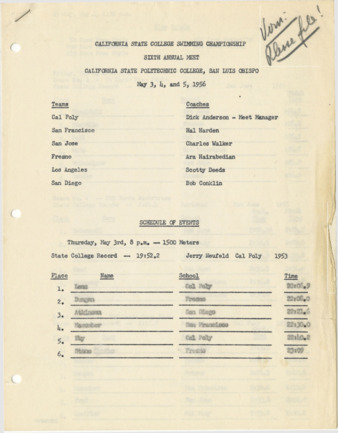 Vern:
Please file!
CALIFORNIA STATE COLLEGE SWIMMING CHAMPIONSHIP
SIXTH ANNUAL MEET
CALIFORNIA STATE POLYTECHNIC COLLEGE, SAN LUIS OBISPO
May 3, 4, and 5, 1956
Teams Coaches
Cal Poly Dick Anderson - Meet Manager
San Francisco Hal Harden
San Jose Charles Walker
Fresno Ara Hairabedian
Los Angeles Scotty Deeds
San Diego Bob Conklin
SCHEDULE OF EVENTS
Thursday, May 3rd, 8 p.m. -- 1500 Meters
State College Record -- 19:52.2 Jerry Neufeld Cal Poly 1953
Place Name School Time
1. Cal Poly
2. Fresno
3. Atkinson San Diego
4. San Francisco
5. Cal Poly
6. Fresno